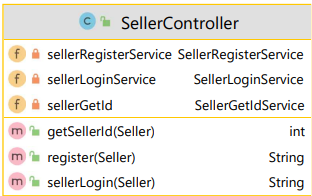 C SellerController
f sellerRegisterService SellerRegisterService
f sellerLoginService SellerLoginService
f sellerGetId SellerGetIdService
m getSellerId(Seller) int
m register(Seller) String
m sellerLogin(Seller) String